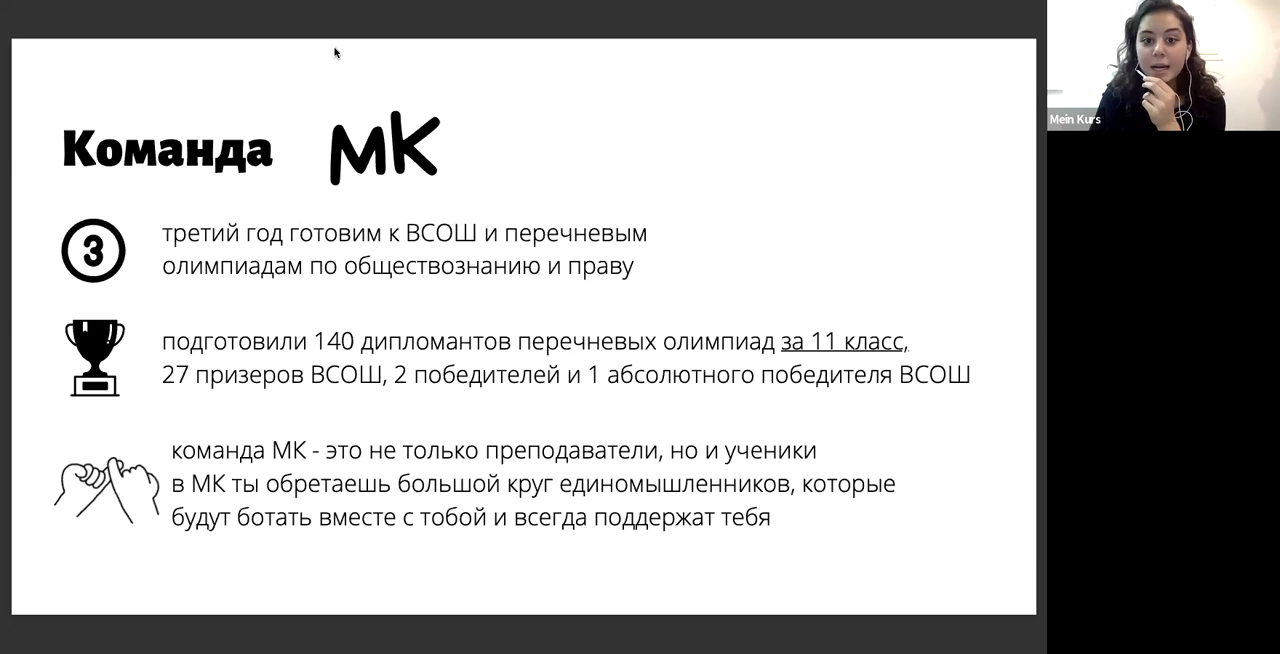 Команда МК
3
третий год готовим к ВСОШ и перечневым
олимпиадам по обществознанию и праву
подготовили 140 дипломантов перечневых олимпиад за 11 класс,
27 призеров ВСОШ, 2 победителей и 1 абсолютного победителя ВСОШ
команда МК - это не только преподаватели, но и ученики
в МК ты обретаешь большой круг единомышленников, которые
будут ботать вместе с тобой и всегда поддержат тебя
Mein Kurs